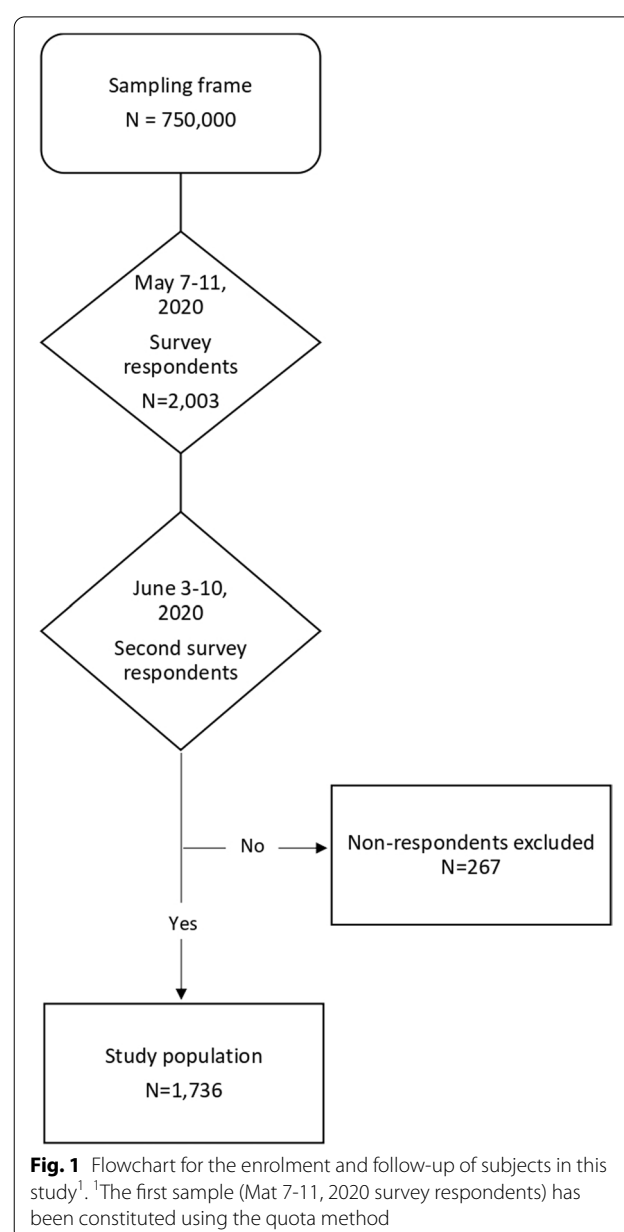 Sampling frame
N = 750,000
May 7-11,
2020
Survey
respondents
N=2,003
June 3-10,
2020
Second survey
respondents
No
Non-respondents excluded
N=267
Yes
Study population
N=1,736
Fig. 1 Flowchart for the enrolment and follow-up of subjects in this
study¹. ¹The first sample (Mat 7-11, 2020 survey respondents) has
been constituted using the quota method